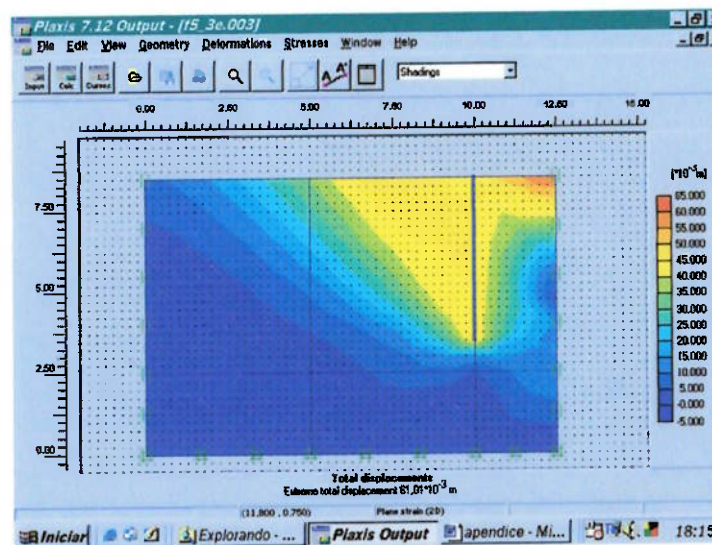 Plaxis 7.12 Output - [f5_3e.003]
File Edit View Geometry Deformations Stresses Window Help
Input Calc Curves A A* Shadings
0.00 2.50 5.00 7.50 10.00 12.50 15.00
[*10^-3 m]
65.000
60.000
55.000
50.000
45.000
40.000
35.000
30.000
25.000
20.000
15.000
10.000
5.000
-0.000
-5.000
7.50
5.00
2.50
0.00
Total displacements
Extreme total displacement 61,01*10^-3 m
(11.800 , 0.750) Plane strain (2D)
Iniciar Explorando - ... Plaxis Output apendice - Mi... 18:15